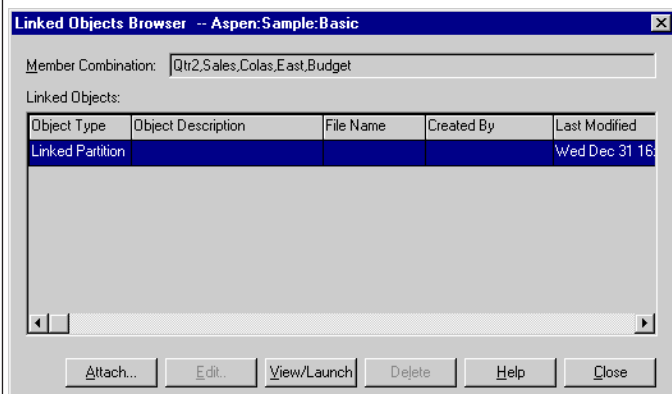 Linked Objects Browser -- Aspen:Sample:Basic
Member Combination: Qtr2,Sales,Colas,East,Budget
Linked Objects:
Object Type Object Description File Name Created By Last Modified
Linked Partition Wed Dec 31 16:
Attach... Edit.. View/Launch Delete Help Close